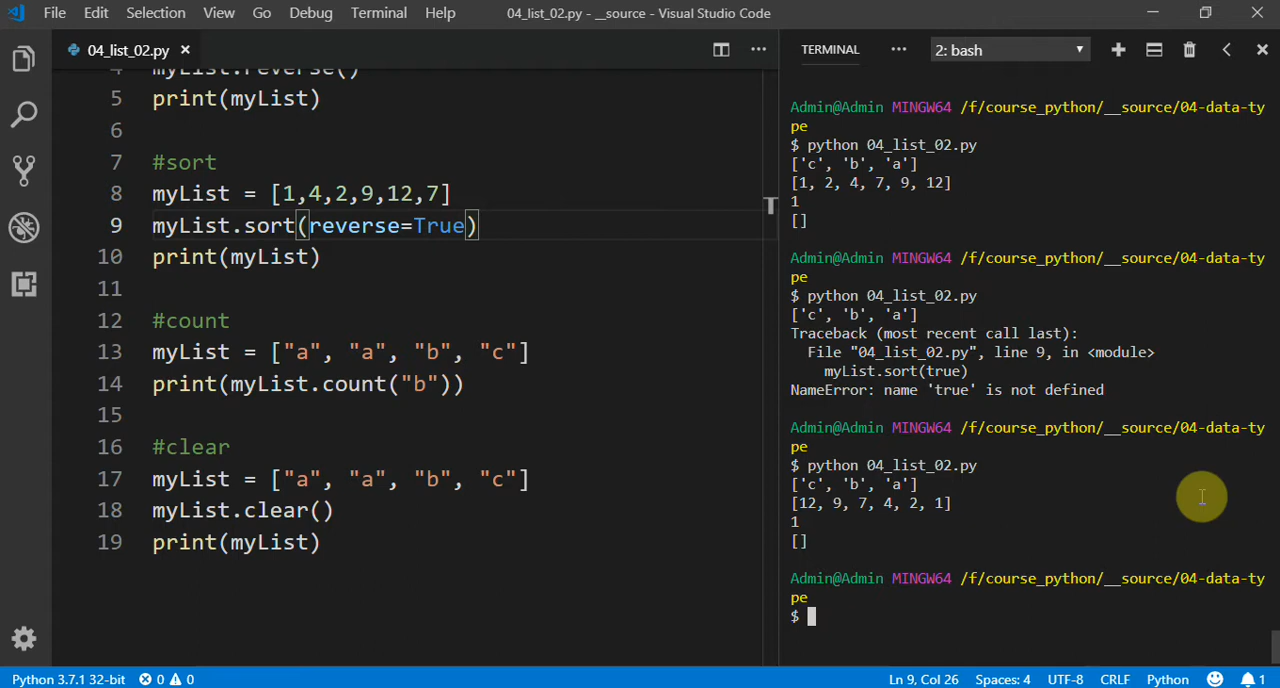 File Edit Selection View Go Debug Terminal Help 04_list_02.py - __source - Visual Studio Code
04_list_02.py
4 myList.reverse()
5 print(myList)
6
7 #sort
8 myList = [1,4,2,9,12,7]
9 myList.sort(reverse=True)
10 print(myList)
11
12 #count
13 myList = ["a", "a", "b", "c"]
14 print(myList.count("b"))
15
16 #clear
17 myList = ["a", "a", "b", "c"]
18 myList.clear()
19 print(myList)
TERMINAL ••• 2: bash
Admin@Admin MINGW64 /f/course_python/__source/04-data-ty
pe
$ python 04_list_02.py
['c', 'b', 'a']
[1, 2, 4, 7, 9, 12]
1
[]
Admin@Admin MINGW64 /f/course_python/__source/04-data-ty
pe
$ python 04_list_02.py
['c', 'b', 'a']
Traceback (most recent call last):
File "04_list_02.py", line 9, in <module>
myList.sort(true)
NameError: name 'true' is not defined
Admin@Admin MINGW64 /f/course_python/__source/04-data-ty
pe
$ python 04_list_02.py
['c', 'b', 'a']
[12, 9, 7, 4, 2, 1]
1
[]
Admin@Admin MINGW64 /f/course_python/__source/04-data-ty
pe
$
Python 3.7.1 32-bit 0 0 Ln 9, Col 26 Spaces: 4 UTF-8 CRLF Python 1